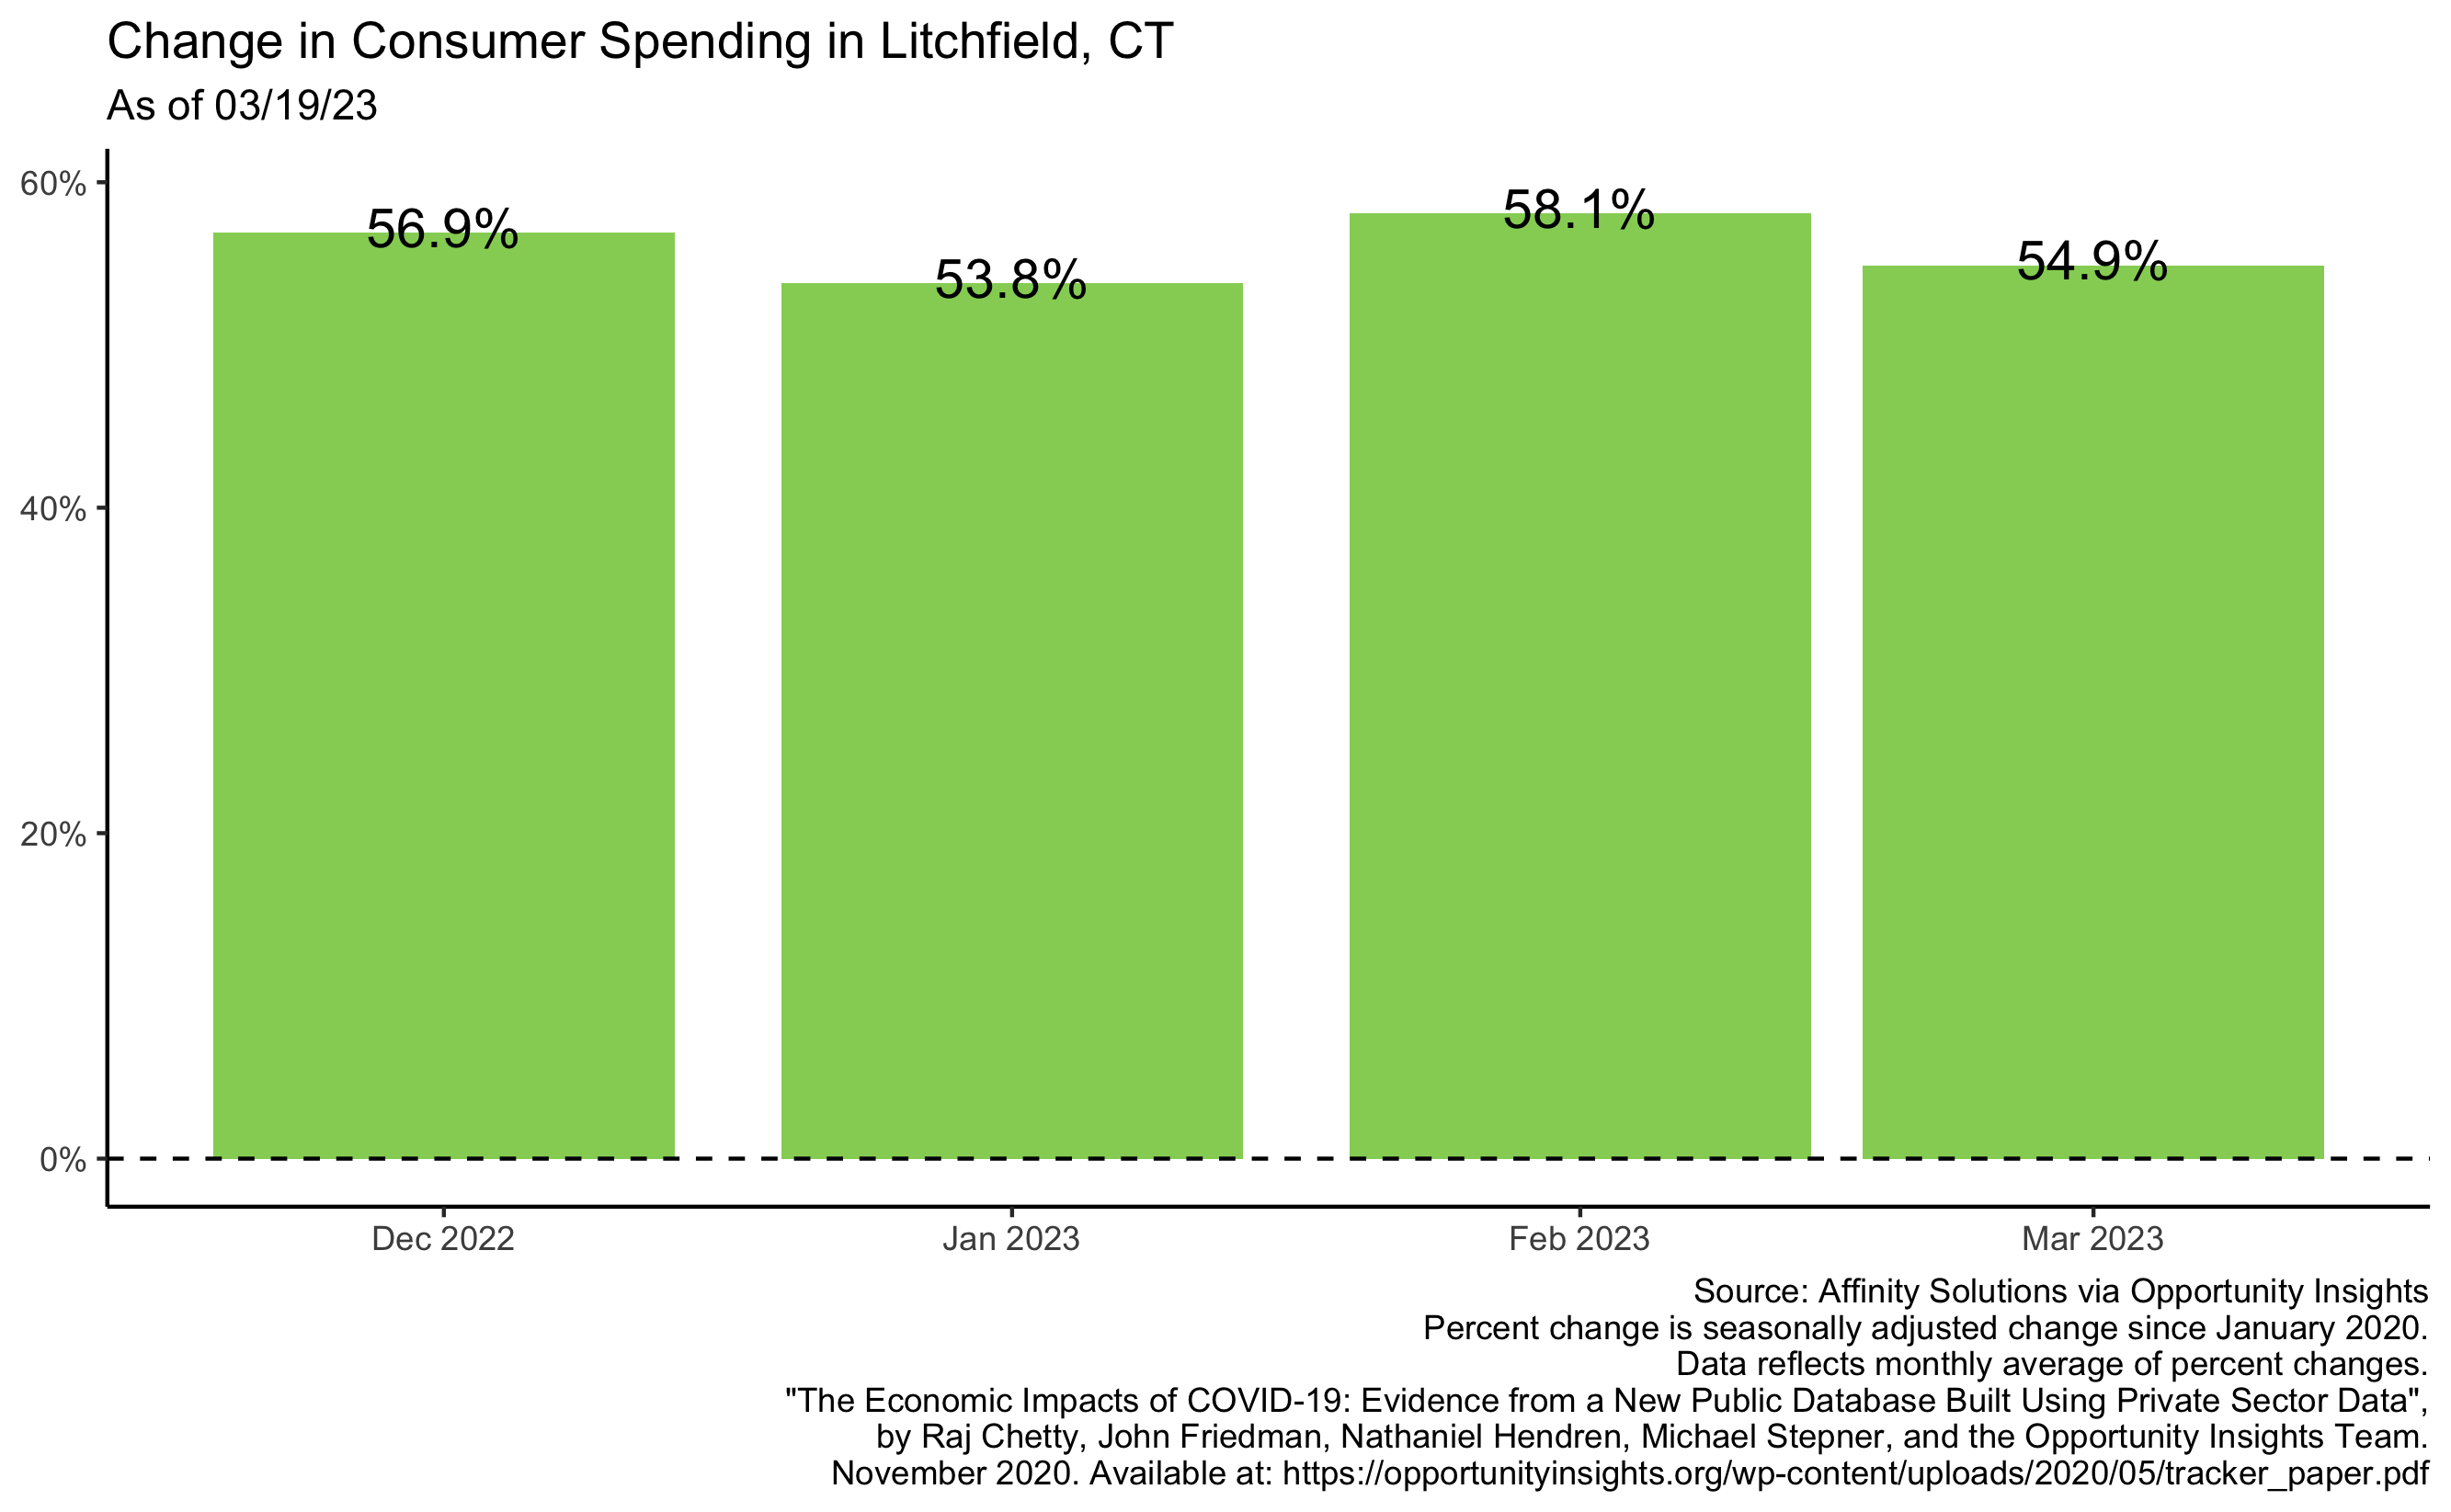 Change in Consumer Spending in Litchfield, CT
As of 03/19/23
60%
40%
20%
0%
56.9%
53.8%
58.1%
54.9%
Dec 2022
Jan 2023
Feb 2023
Mar 2023
Source: Affinity Solutions via Opportunity Insights
Percent change is seasonally adjusted change since January 2020.
Data reflects monthly average of percent changes.
"The Economic Impacts of COVID-19: Evidence from a New Public Database Built Using Private Sector Data",
by Raj Chetty, John Friedman, Nathaniel Hendren, Michael Stepner, and the Opportunity Insights Team.
November 2020. Available at: https://opportunityinsights.org/wp-content/uploads/2020/05/tracker_paper.pdf